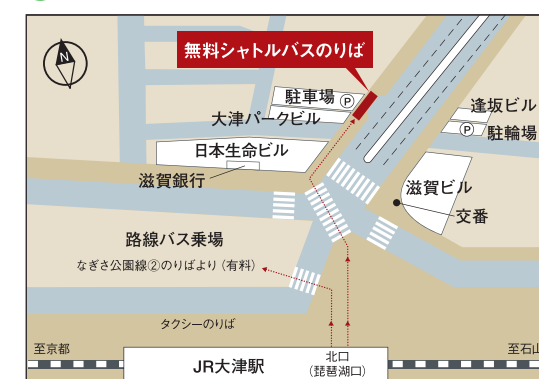 N
無料シャトルバスのりば
駐車場 P
大津パークビル
逢坂ビル
P 駐輪場
日本生命ビル
滋賀銀行
滋賀ビル
交番
路線バス乗場
なぎさ公園線②のりばより(有料)
タクシーのりば
至京都
至石山
JR大津駅
北口
(琵琶湖口)